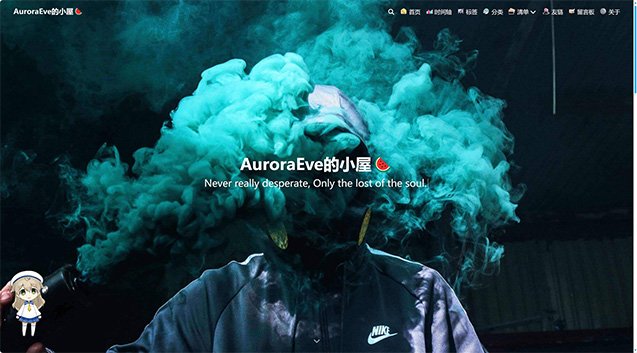 AuroraEve的小屋🍉
首页
时间轴
标签
分类
清单
友链
留言板
关于
AuroraEve的小屋🍉
Never really desperate, Only the lost of the soul.
NIKE